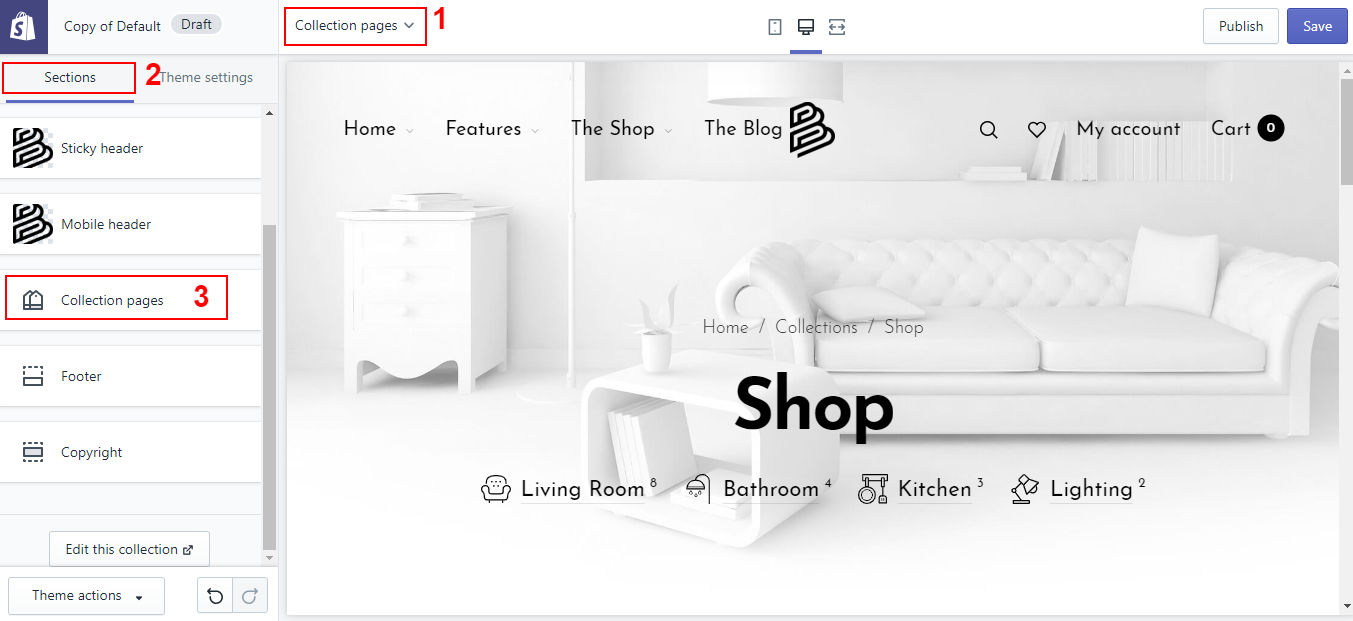 Copy of Default Draft
Collection pages 1
Publish Save
Sections 2 Theme settings
Sticky header
Mobile header
Collection pages 3
Footer
Copyright
Edit this collection
Theme actions
Home Features The Shop The Blog My account Cart 0
Home / Collections / Shop
Shop
Living Room 8 Bathroom 4 Kitchen 3 Lighting 2